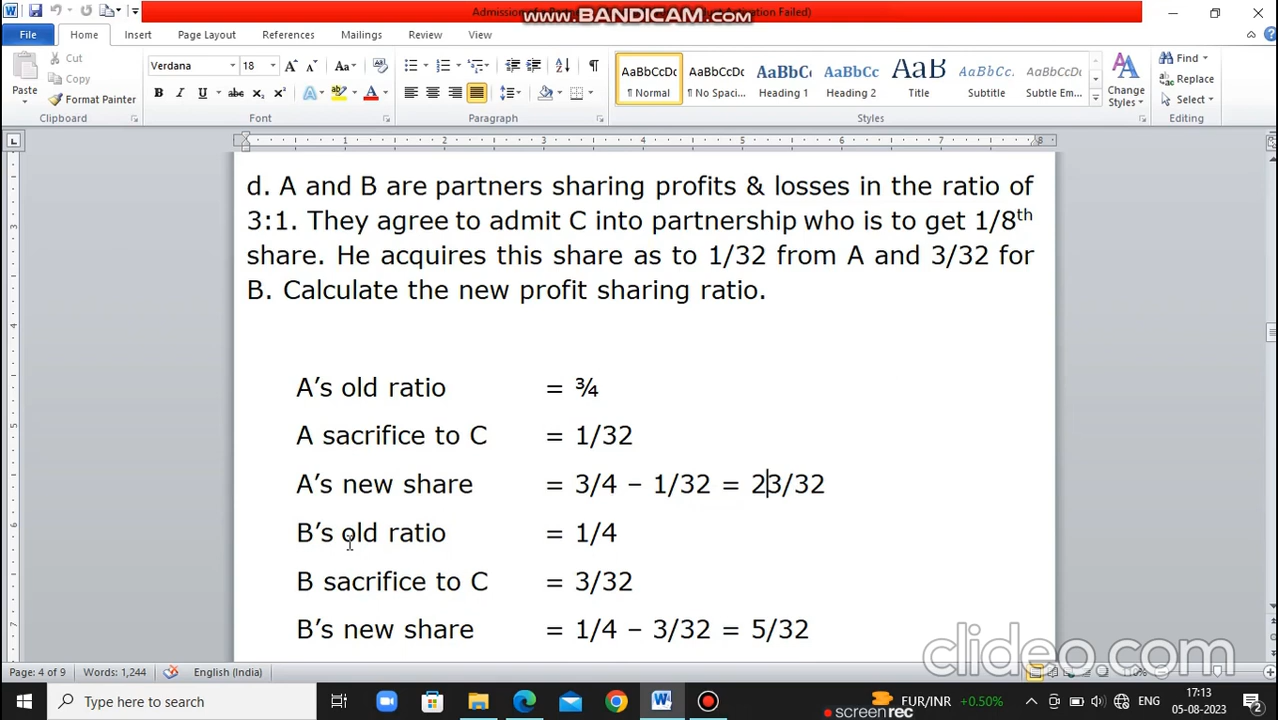 Admission of a Part
www.BANDICAM.com
t Activation Failed)
File Home Insert Page Layout References Mailings Review View
Cut
Copy
Paste
Format Painter
Verdana 18
AaBbCcDc AaBbCcDc AaBbC AaBbCc AaB AaBbCc. AaBbCcD
¶ Normal ¶ No Spaci... Heading 1 Heading 2 Title Subtitle Subtle Em...
Change Styles
Find
Replace
Select
Clipboard Font Paragraph Styles Editing
d. A and B are partners sharing profits & losses in the ratio of
3:1. They agree to admit C into partnership who is to get 1/8th
share. He acquires this share as to 1/32 from A and 3/32 for
B. Calculate the new profit sharing ratio.
A’s old ratio = ¾
A sacrifice to C = 1/32
A’s new share = 3/4 – 1/32 = 23/32
B’s old ratio = 1/4
B sacrifice to C = 3/32
B’s new share = 1/4 – 3/32 = 5/32
clideo.com
Page: 4 of 9 Words: 1,244 English (India)
Type here to search
EUR/INR +0.50%
ENG
17:13
05-08-2023
screenrec